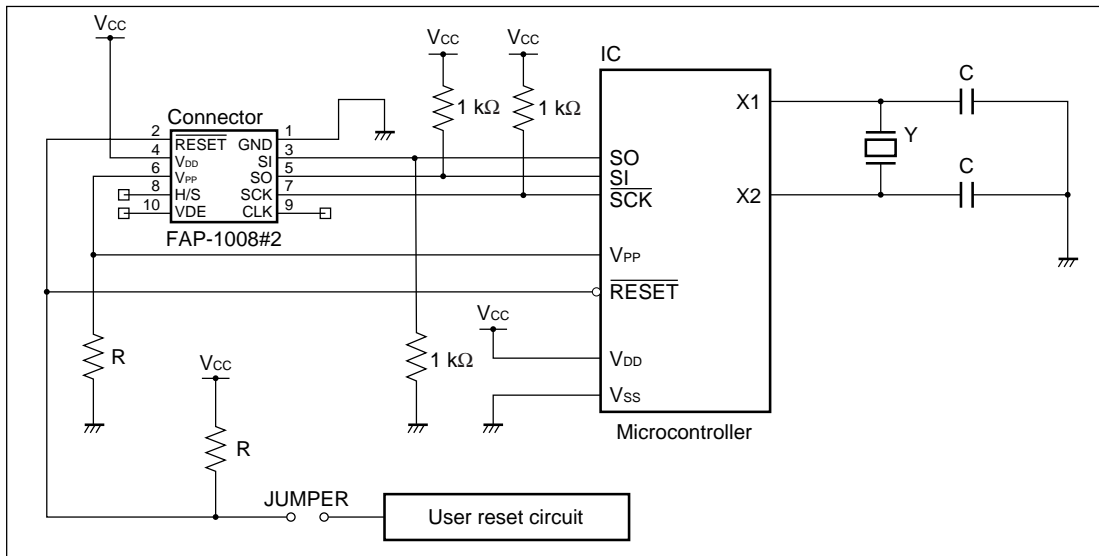 VCC
VCC
VCC
IC
C
1 kΩ
1 kΩ
X1
Connector
2
RESET
GND
1
4
VDD
SI
3
6
VPP
SO
5
8
H/S
SCK
7
10
VDE
CLK
9
FAP-1008#2
SO
SI
SCK
Y
X2
C
VPP
RESET
VCC
R
VCC
1 kΩ
VDD
VSS
Microcontroller
R
JUMPER
User reset circuit